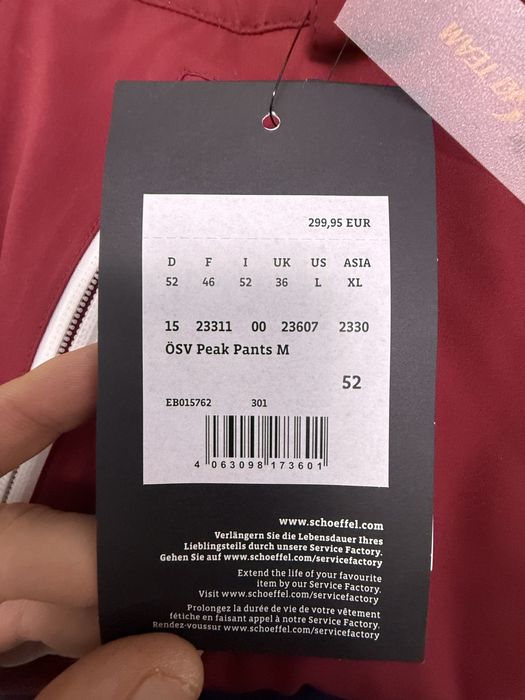 SKI TEAM
299,95 EUR
D F I UK US ASIA
52 46 52 36 L XL
15 23311 00 23607 2330
ÖSV Peak Pants M
52
EB015762 301
4 063098 173601
www.schoeffel.com
Verlängern Sie die Lebensdauer Ihres
Lieblingsteils durch unsere Service Factory.
Gehen Sie auf www.schoeffel.com/servicefactory
Extend the life of your favourite
item by our Service Factory.
Visit www.schoeffel.com/servicefactory
Prolongez la durée de vie de votre vêtement
fétiche en faisant appel à notre Service Factory.
Rendez-voussur www.schoeffel.com/servicefactory